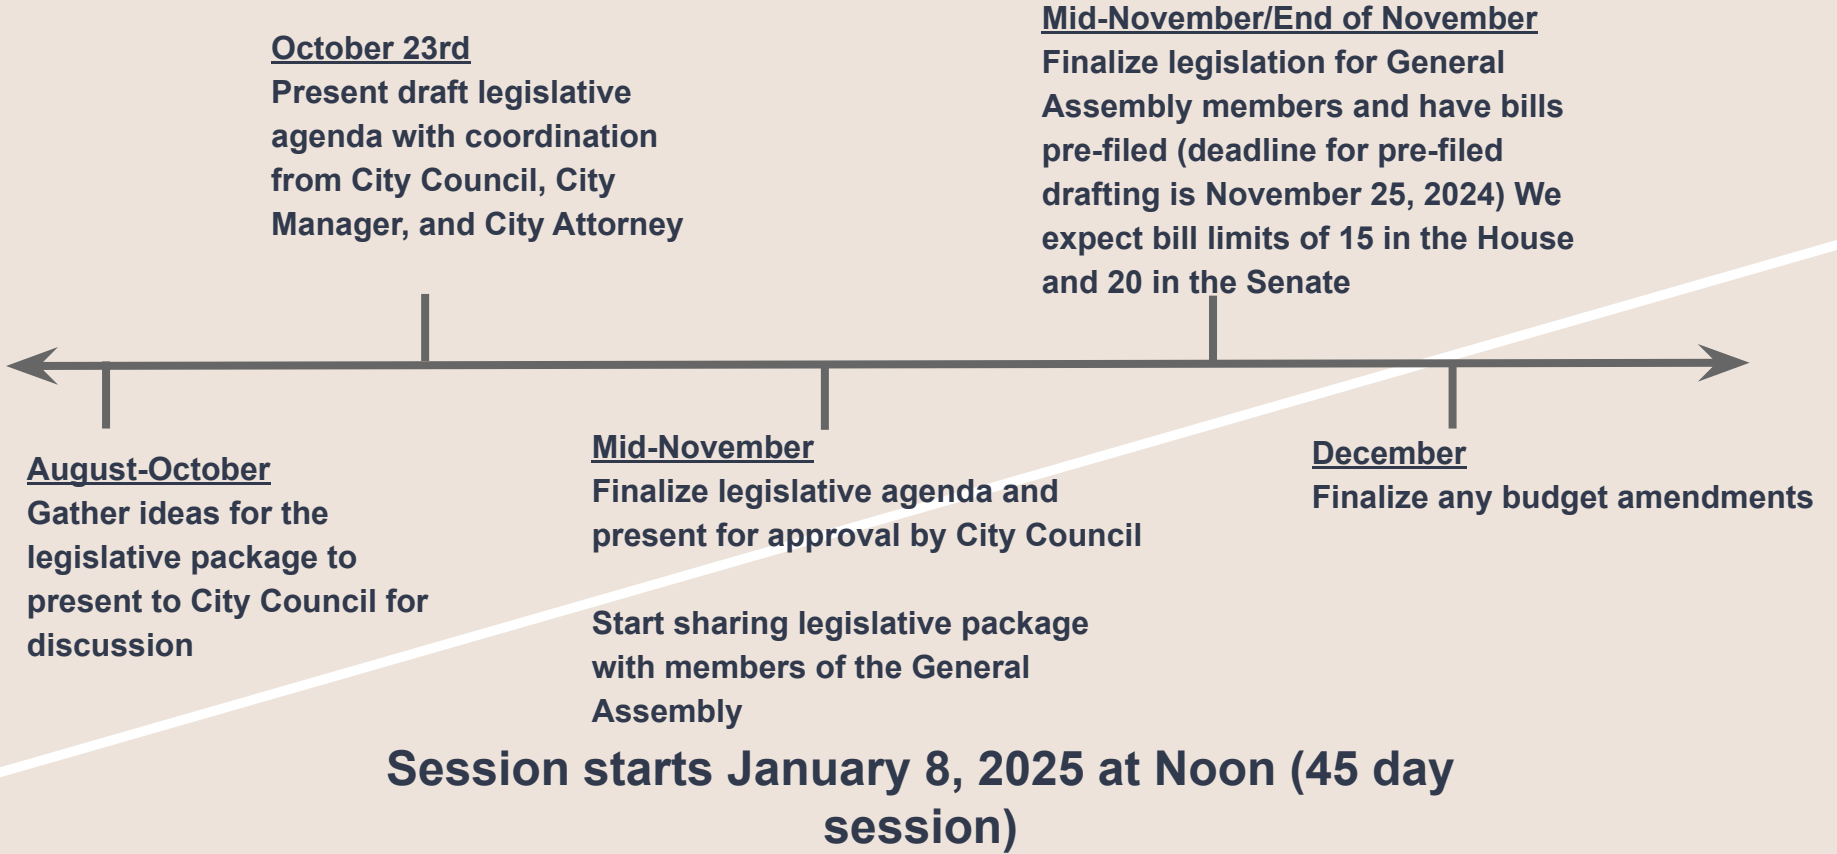 October 23rd
Present draft legislative
agenda with coordination
from City Council, City
Manager, and City Attorney
Mid-November/End of November
Finalize legislation for General
Assembly members and have bills
pre-filed (deadline for pre-filed
drafting is November 25, 2024) We
expect bill limits of 15 in the House
and 20 in the Senate
August-October
Gather ideas for the
legislative package to
present to City Council for
discussion
Mid-November
Finalize legislative agenda and
present for approval by City Council
Start sharing legislative package
with members of the General
Assembly
December
Finalize any budget amendments
Session starts January 8, 2025 at Noon (45 day
session)